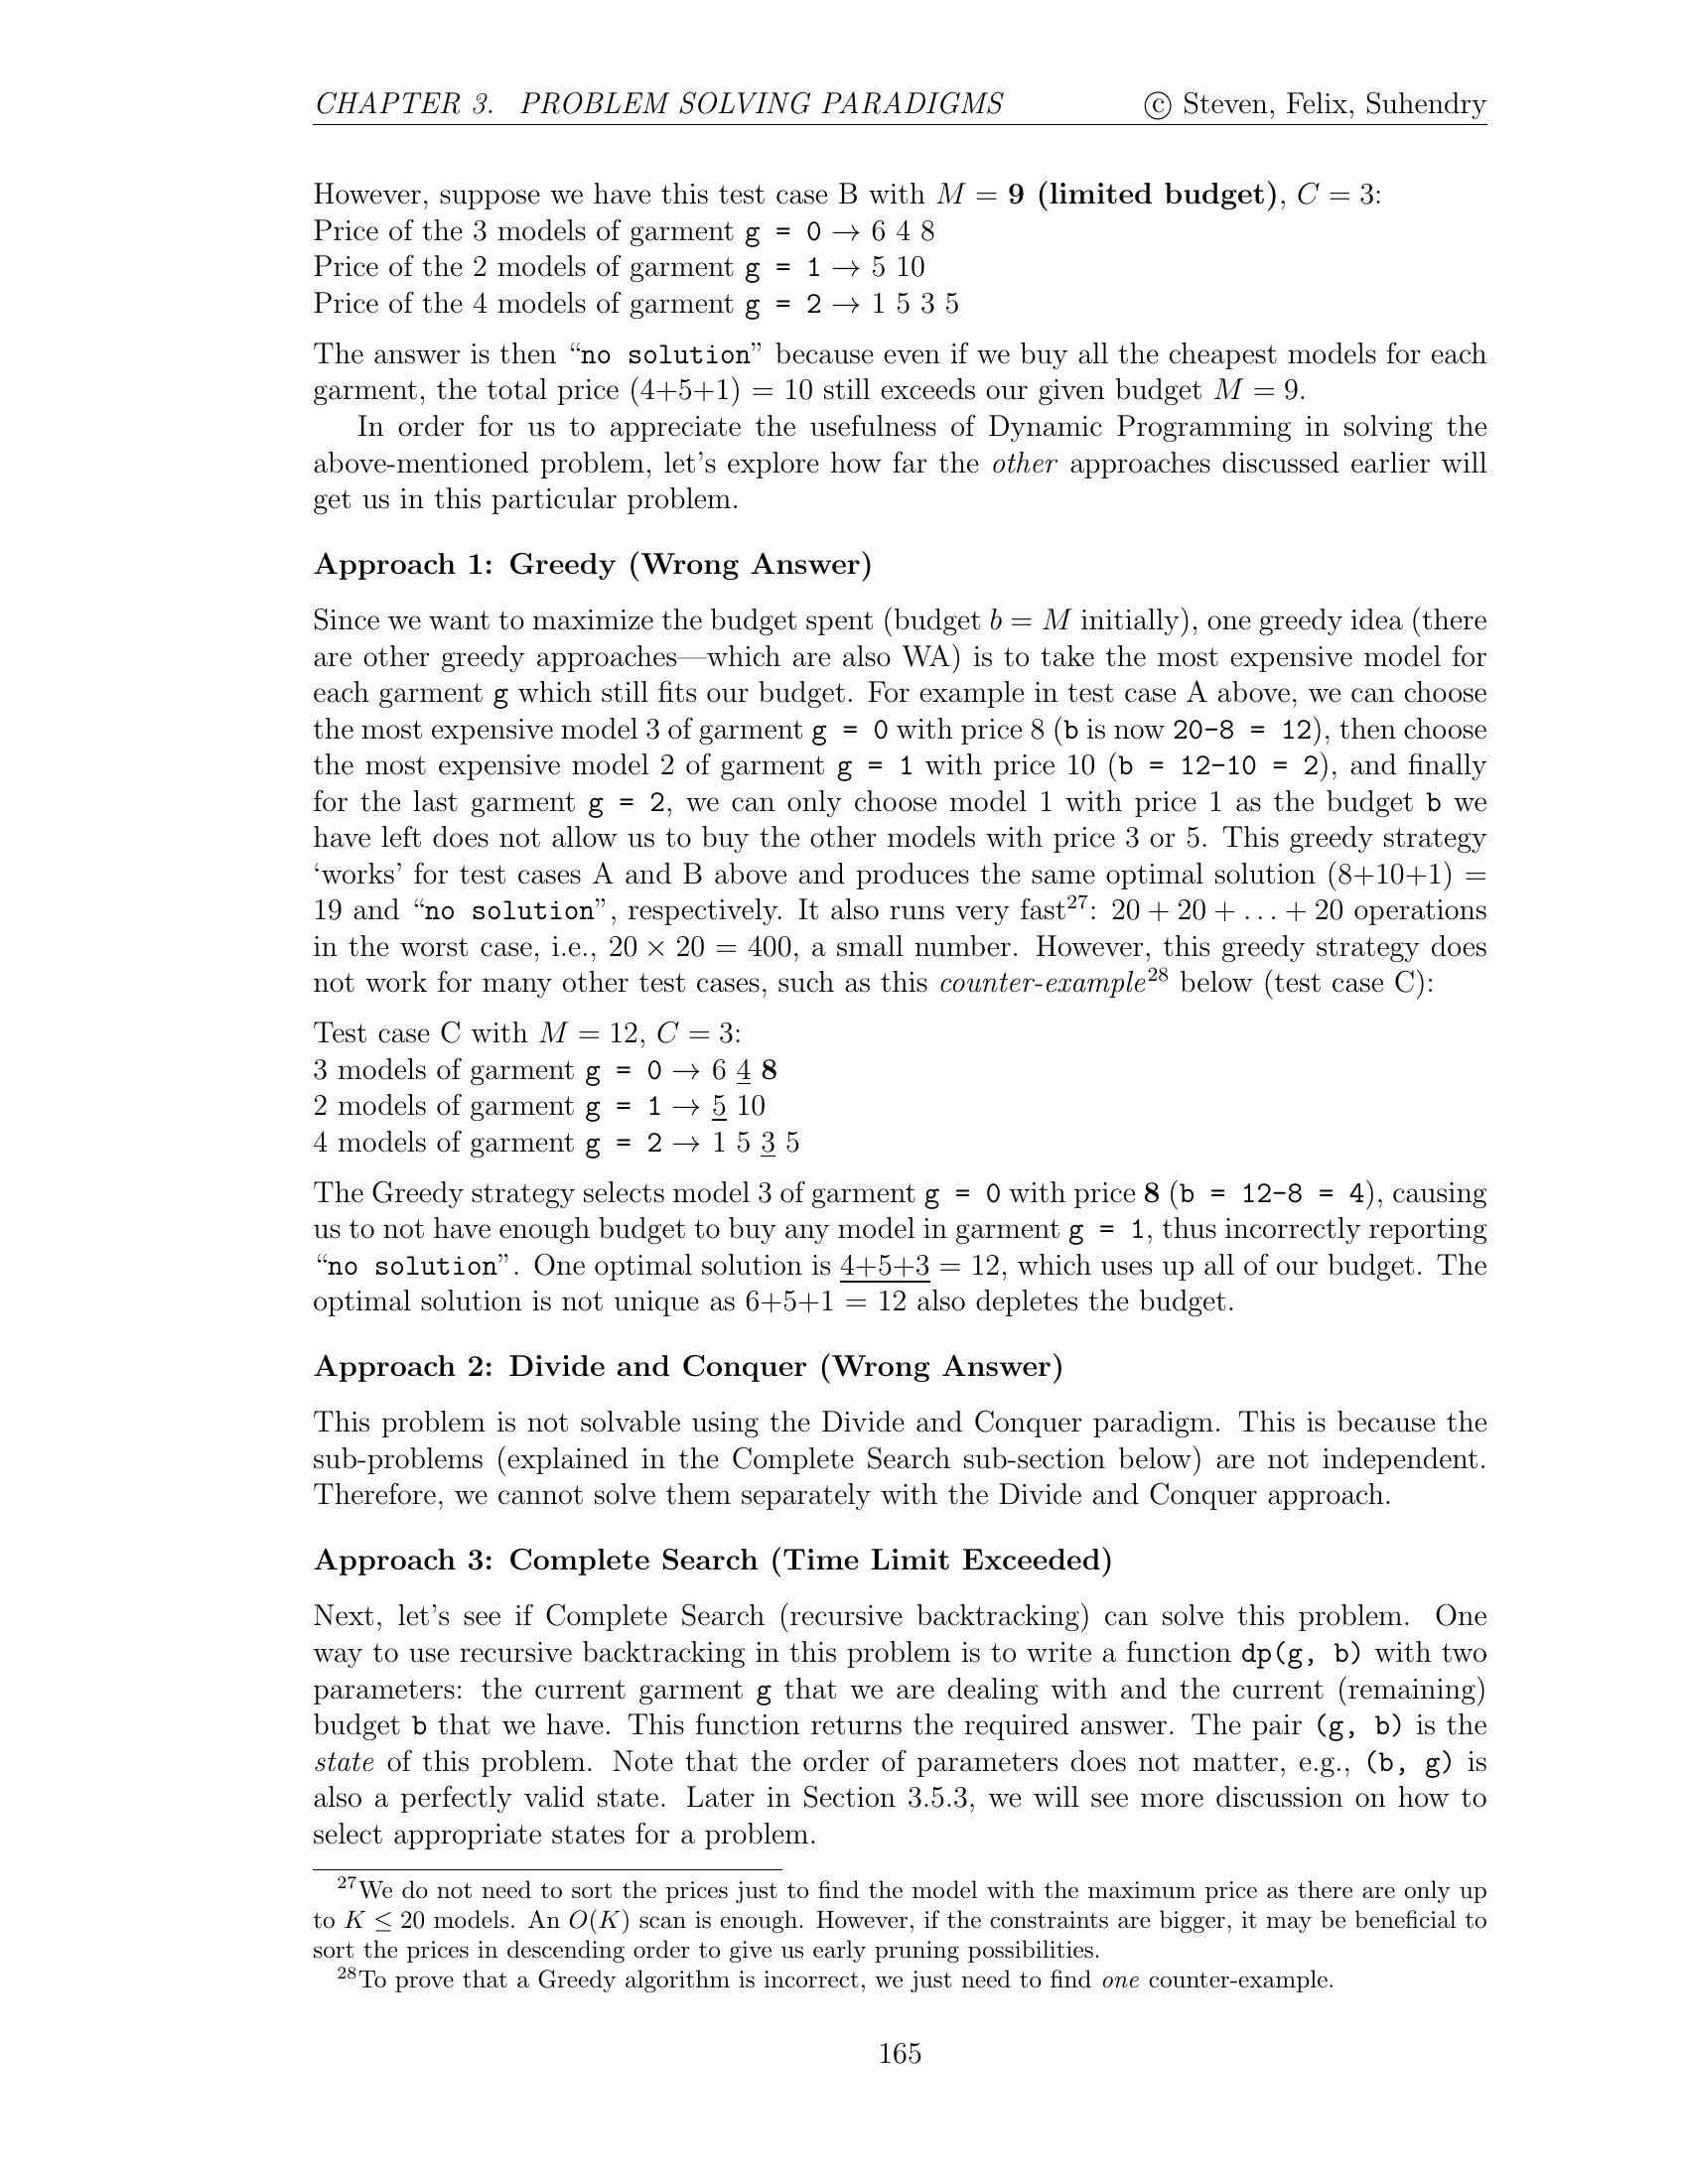 CHAPTER 3. PROBLEM SOLVING PARADIGMS © Steven, Felix, Suhendry
However, suppose we have this test case B with M = 9 (limited budget), C = 3:
Price of the 3 models of garment g = 0 → 6 4 8
Price of the 2 models of garment g = 1 → 5 10
Price of the 4 models of garment g = 2 → 1 5 3 5
The answer is then “no solution” because even if we buy all the cheapest models for each
garment, the total price (4+5+1) = 10 still exceeds our given budget M = 9.
In order for us to appreciate the usefulness of Dynamic Programming in solving the
above-mentioned problem, let’s explore how far the other approaches discussed earlier will
get us in this particular problem.
Approach 1: Greedy (Wrong Answer)
Since we want to maximize the budget spent (budget b = M initially), one greedy idea (there
are other greedy approaches—which are also WA) is to take the most expensive model for
each garment g which still fits our budget. For example in test case A above, we can choose
the most expensive model 3 of garment g = 0 with price 8 (b is now 20-8 = 12), then choose
the most expensive model 2 of garment g = 1 with price 10 (b = 12-10 = 2), and finally
for the last garment g = 2, we can only choose model 1 with price 1 as the budget b we
have left does not allow us to buy the other models with price 3 or 5. This greedy strategy
‘works’ for test cases A and B above and produces the same optimal solution (8+10+1) =
19 and “no solution”, respectively. It also runs very fast²⁷: 20 + 20 + . . . + 20 operations
in the worst case, i.e., 20 × 20 = 400, a small number. However, this greedy strategy does
not work for many other test cases, such as this counter-example²⁸ below (test case C):
Test case C with M = 12, C = 3:
3 models of garment g = 0 → 6 4 8
2 models of garment g = 1 → 5 10
4 models of garment g = 2 → 1 5 3 5
The Greedy strategy selects model 3 of garment g = 0 with price 8 (b = 12-8 = 4), causing
us to not have enough budget to buy any model in garment g = 1, thus incorrectly reporting
“no solution”. One optimal solution is 4+5+3 = 12, which uses up all of our budget. The
optimal solution is not unique as 6+5+1 = 12 also depletes the budget.
Approach 2: Divide and Conquer (Wrong Answer)
This problem is not solvable using the Divide and Conquer paradigm. This is because the
sub-problems (explained in the Complete Search sub-section below) are not independent.
Therefore, we cannot solve them separately with the Divide and Conquer approach.
Approach 3: Complete Search (Time Limit Exceeded)
Next, let’s see if Complete Search (recursive backtracking) can solve this problem. One
way to use recursive backtracking in this problem is to write a function dp(g, b) with two
parameters: the current garment g that we are dealing with and the current (remaining)
budget b that we have. This function returns the required answer. The pair (g, b) is the
state of this problem. Note that the order of parameters does not matter, e.g., (b, g) is
also a perfectly valid state. Later in Section 3.5.3, we will see more discussion on how to
select appropriate states for a problem.
²⁷We do not need to sort the prices just to find the model with the maximum price as there are only up
to K ≤ 20 models. An O(K) scan is enough. However, if the constraints are bigger, it may be beneficial to
sort the prices in descending order to give us early pruning possibilities.
²⁸To prove that a Greedy algorithm is incorrect, we just need to find one counter-example.
165